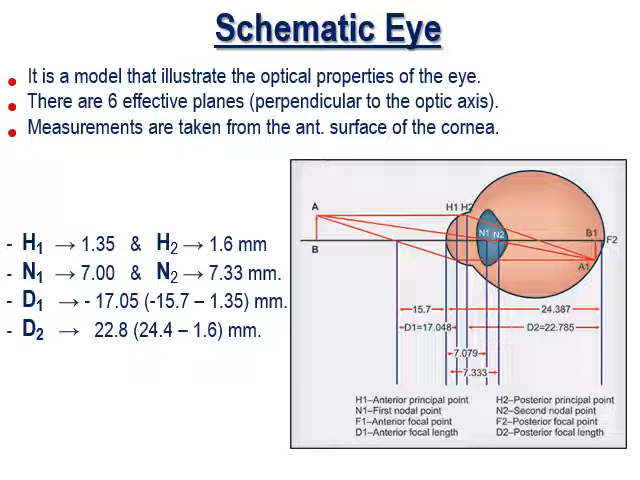 Schematic Eye
• It is a model that illustrate the optical properties of the eye.
• There are 6 effective planes (perpendicular to the optic axis).
• Measurements are taken from the ant. surface of the cornea.
- H1 → 1.35 & H2 → 1.6 mm
- N1 → 7.00 & N2 → 7.33 mm.
- D1 → - 17.05 (-15.7 – 1.35) mm.
- D2 → 22.8 (24.4 – 1.6) mm.
A
H1 H2
N1 N2
B1
F2
B
A1
15.7
24.387
D1=17.048
D2=22.785
7.079
7.333
H1–Anterior principal point
H2–Posterior principal point
N1–First nodal point
N2–Second nodal point
F1–Anterior focal point
F2–Posterior focal point
D1–Anterior focal length
D2–Posterior focal length